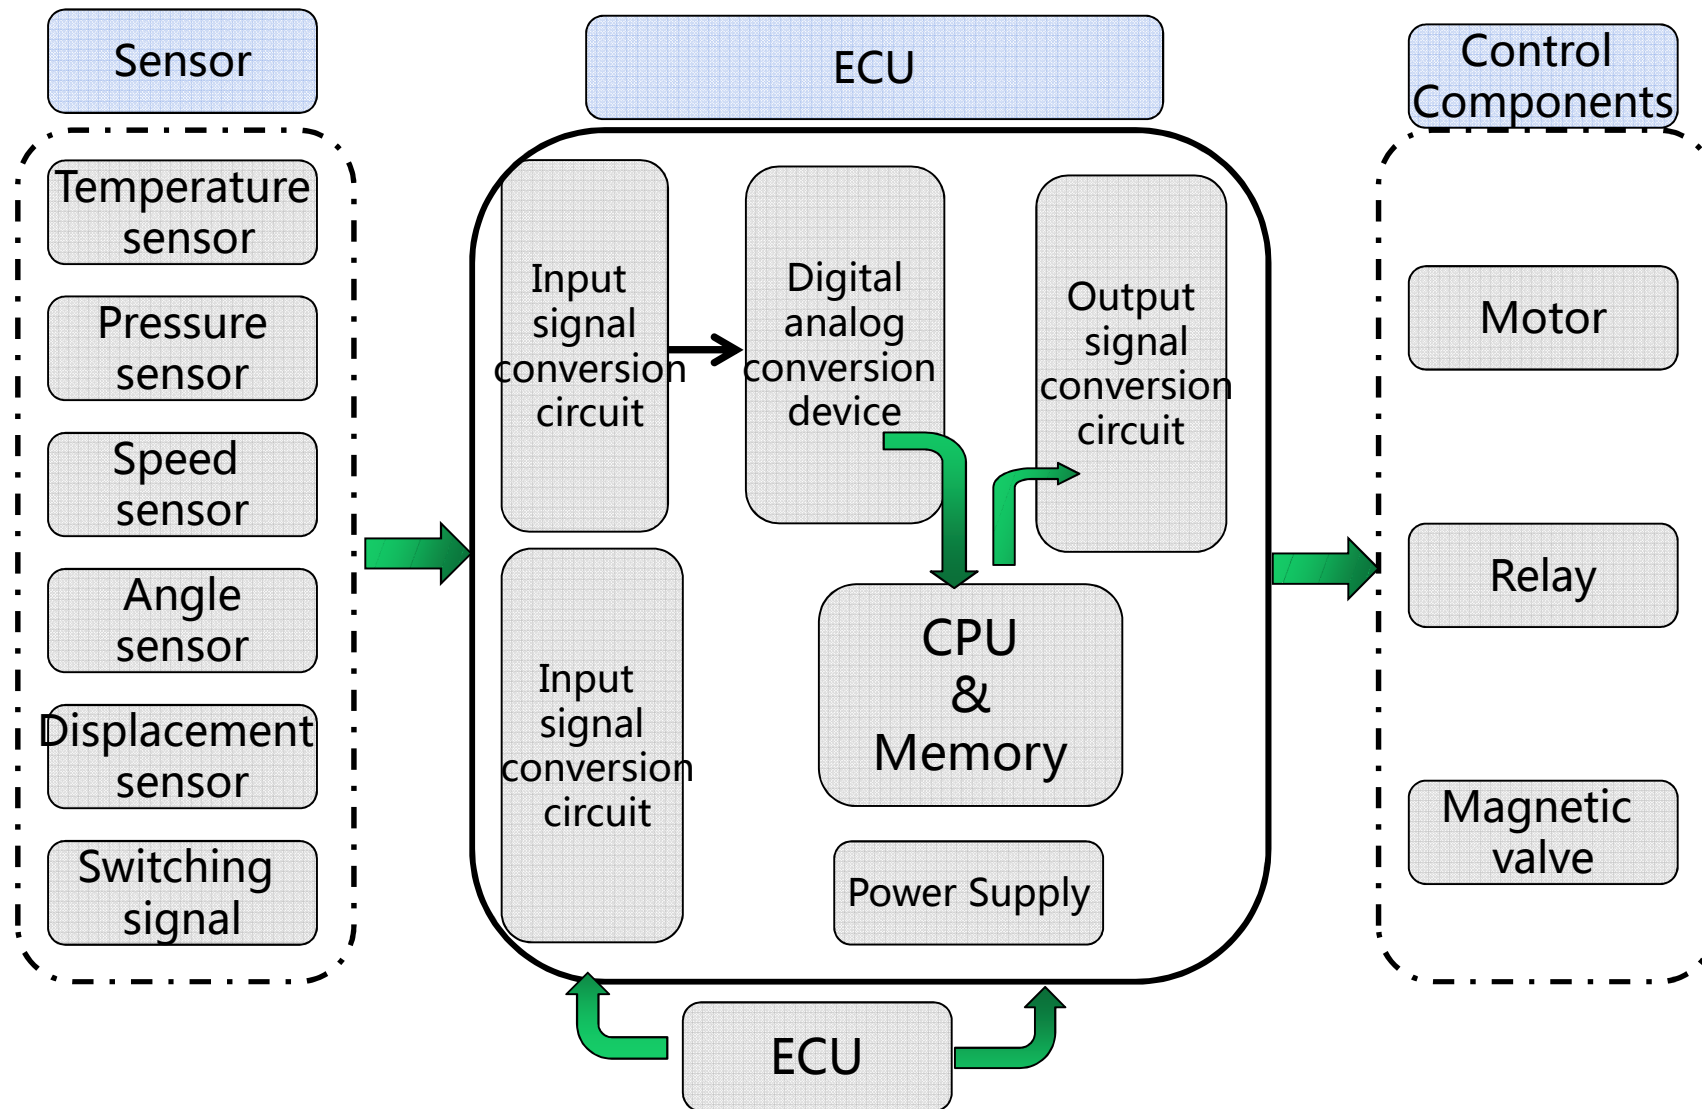 Sensor
ECU
Control
Components
Temperature
sensor
Pressure
sensor
Speed
sensor
Angle
sensor
Displacement
sensor
Switching
signal
Input
signal
conversion
circuit
Digital
analog
conversion
device
Output
signal
conversion
circuit
Input
signal
conversion
circuit
CPU
&
Memory
Power Supply
Motor
Relay
Magnetic
valve
ECU